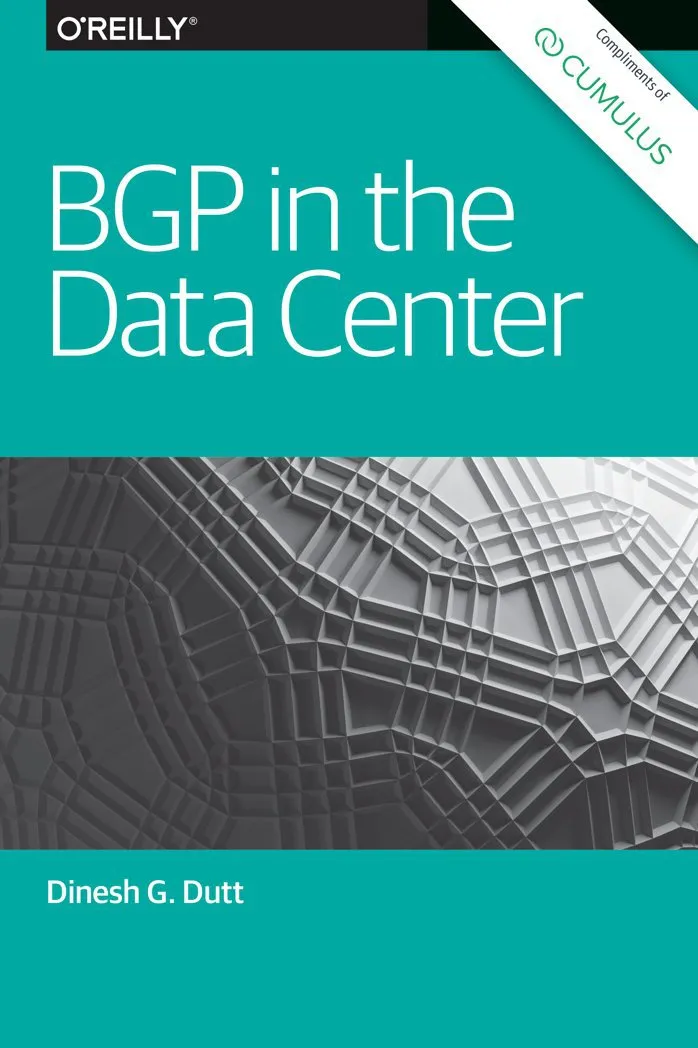 O'REILLY®
Compliments of
CUMULUS
BGP in the
Data Center
Dinesh G. Dutt